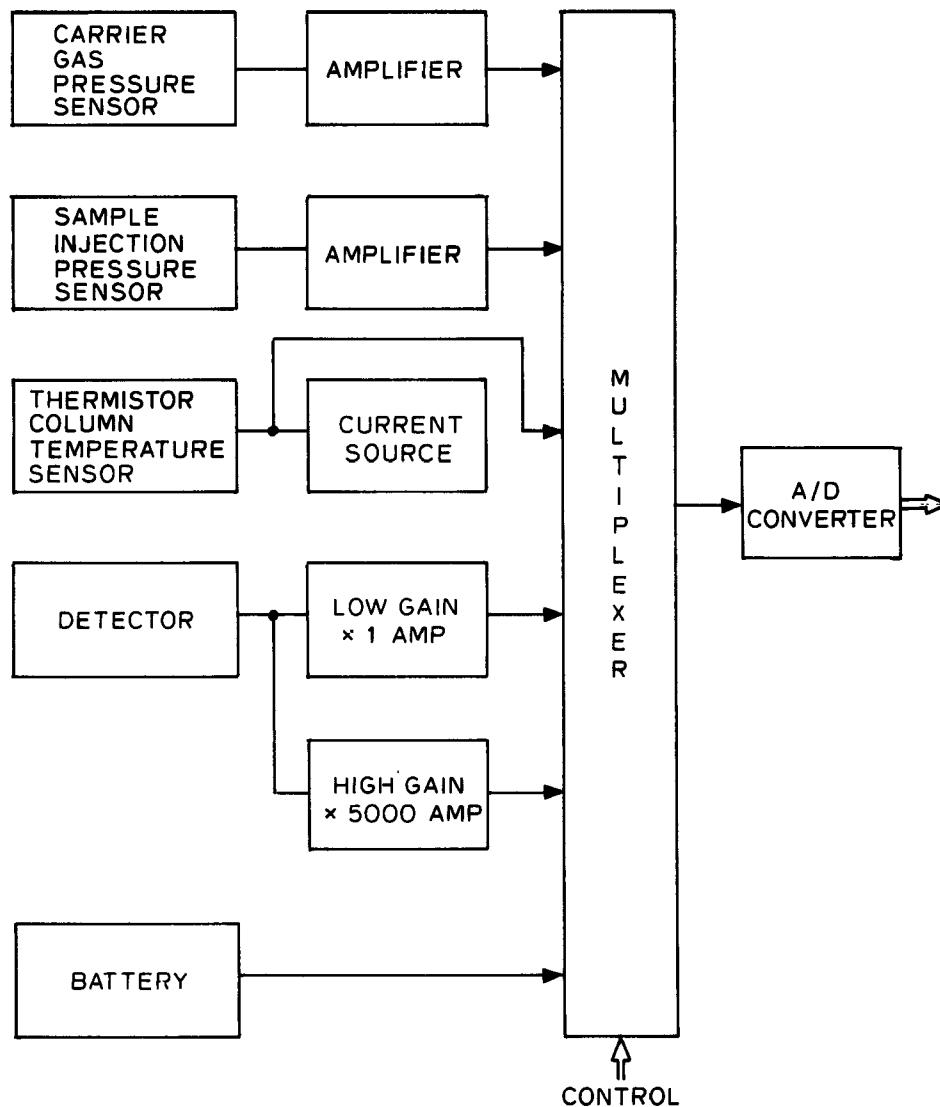 CARRIER
GAS
PRESSURE
SENSOR
AMPLIFIER
SAMPLE
INJECTION
PRESSURE
SENSOR
AMPLIFIER
THERMISTOR
COLUMN
TEMPERATURE
SENSOR
CURRENT
SOURCE
DETECTOR
LOW GAIN
× 1 AMP
HIGH GAIN
× 5000 AMP
BATTERY
MULTIPLEXER
CONTROL
A/D
CONVERTER